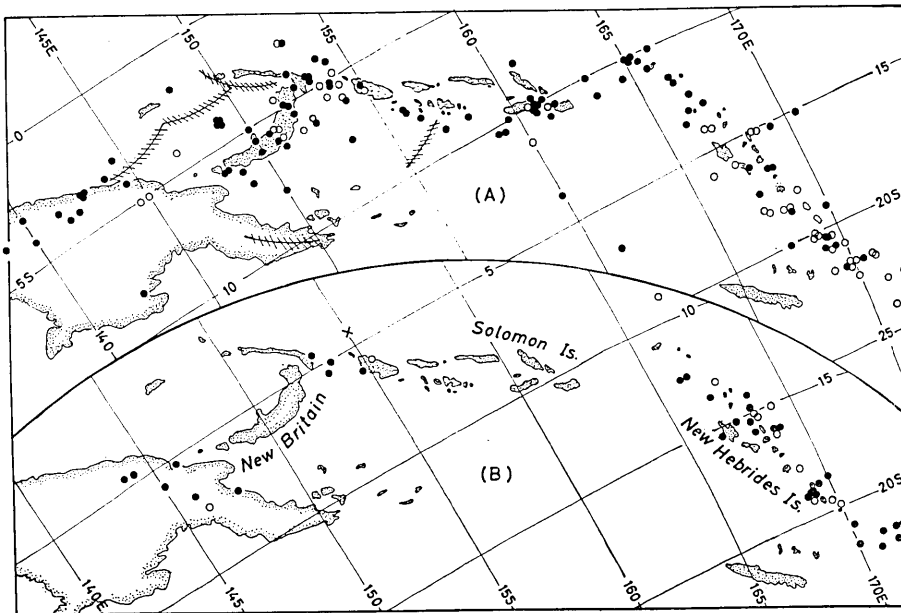 145E
150
155
160
165
170E
15
0
(A)
20S
5S
10
5
140
Solomon Is.
10
25
New Britain
15
(B)
New Hebrides Is.
20S
140E
145
150
155
160
165
170E